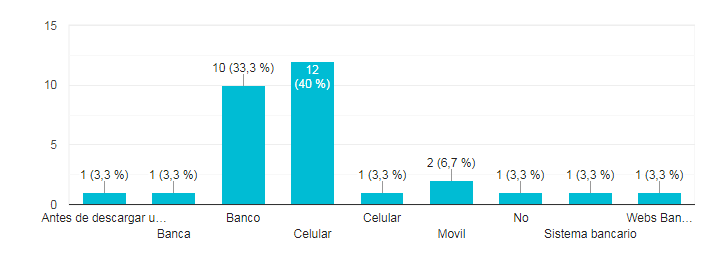 15
10
5
0
1 (3,3 %)
1 (3,3 %)
10 (33,3 %)
12
(40 %)
1 (3,3 %)
2 (6,7 %)
1 (3,3 %)
1 (3,3 %)
1 (3,3 %)
Antes de descargar u…
Banca
Banco
Celular
Celular
Movil
No
Sistema bancario
Webs Ban…